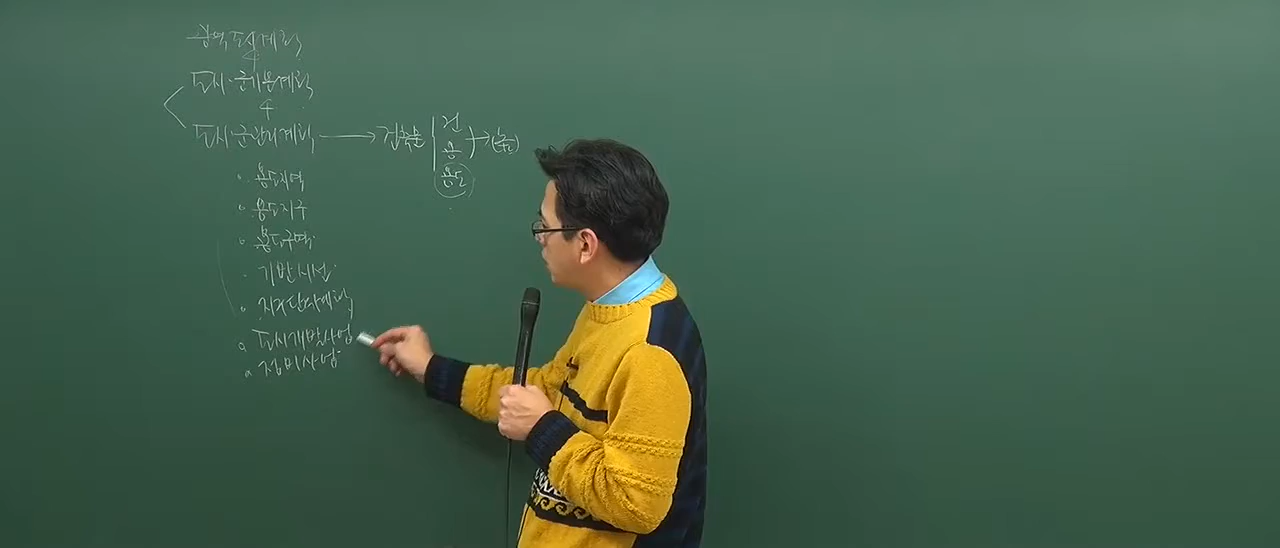 광역도시계획
도시·군기본계획
도시·군관리계획 → 건축물 건 용 용도
용도지역
용도지구
용도구역
기반시설
지구단위계획
도시개발사업
정비사업